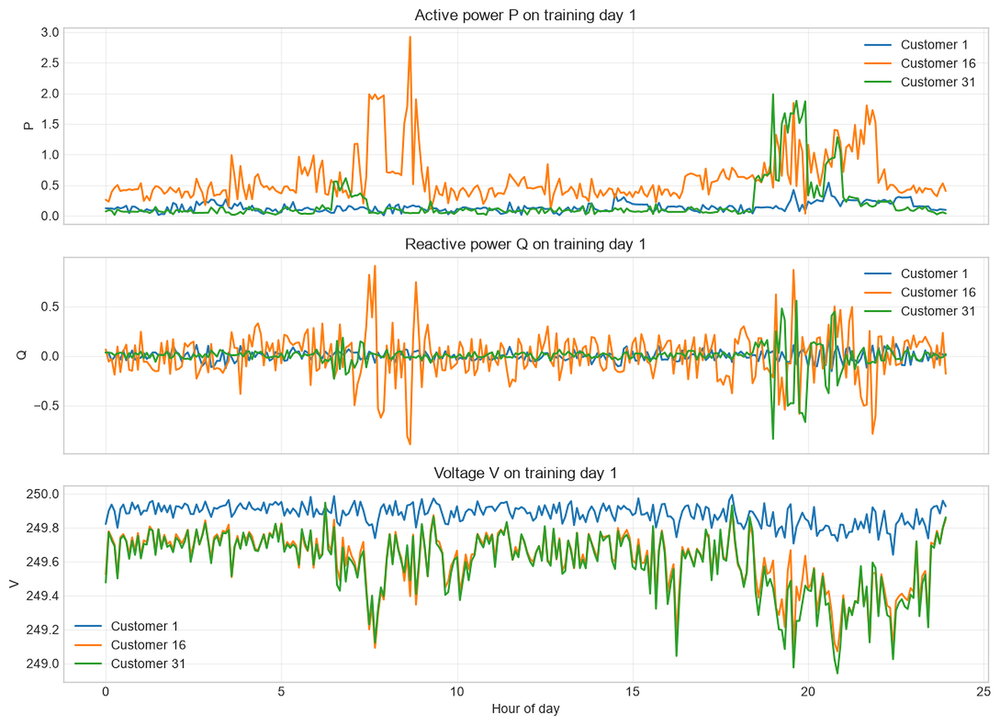 Active power P on training day 1
3.0
2.5
2.0
1.5
1.0
0.5
0.0
P
Customer 1
Customer 16
Customer 31
Reactive power Q on training day 1
0.5
0.0
−0.5
Q
Customer 1
Customer 16
Customer 31
Voltage V on training day 1
250.0
249.8
249.6
249.4
249.2
249.0
V
Customer 1
Customer 16
Customer 31
0 5 10 15 20 25
Hour of day